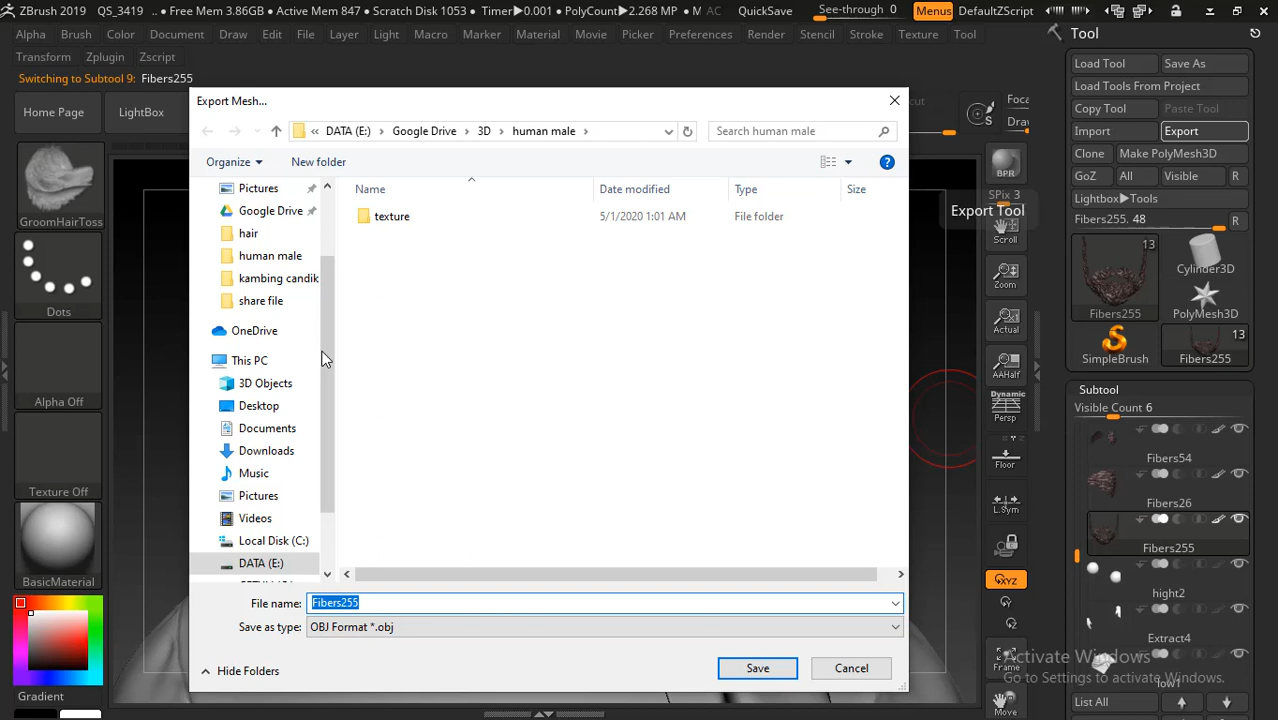 ZBrush 2019 QS_3419 .. • Free Mem 3.86GB • Active Mem 847 • Scratch Disk 1053 • Timer▶0.001 • PolyCount▶2.268 MP • M AC QuickSave See-through 0 Menus DefaultZScript
Alpha Brush Color Document Draw Edit File Layer Light Macro Marker Material Movie Picker Preferences Render Stencil Stroke Texture Tool
Transform Zplugin Zscript
Switching to Subtool 9: Fibers255
Home Page LightBox
GroomHairToss
Dots
Alpha Off
Texture Off
BasicMaterial
Gradient
Export Mesh...
« DATA (E:) › Google Drive › 3D › human male ›
Search human male
Organize New folder
Name Date modified Type Size
texture 5/1/2020 1:01 AM File folder
Pictures
Google Drive
hair
human male
kambing candik
share file
OneDrive
This PC
3D Objects
Desktop
Documents
Downloads
Music
Pictures
Videos
Local Disk (C:)
DATA (E:)
File name: Fibers255
Save as type: OBJ Format *.obj
Hide Folders Save Cancel
cut
Foca
Drav
BPR
SPix 3
Export Tool
Scroll
Zoom
Actual
AAHalf
Dynamic
Persp
Floor
L.Sym
XYZ
Frame
Move
Tool
Load Tool Save As
Load Tools From Project
Copy Tool Paste Tool
Import Export
Clone Make PolyMesh3D
GoZ All Visible R
Lightbox▶Tools
Fibers255. 48 R
13
Fibers255
Cylinder3D
PolyMesh3D
SimpleBrush
13
Fibers255
Subtool
Visible Count 6
Fibers54
Fibers26
Fibers255
hight2
Extract4
low1
List All
Activate Windows
Go to Settings to activate Windows.